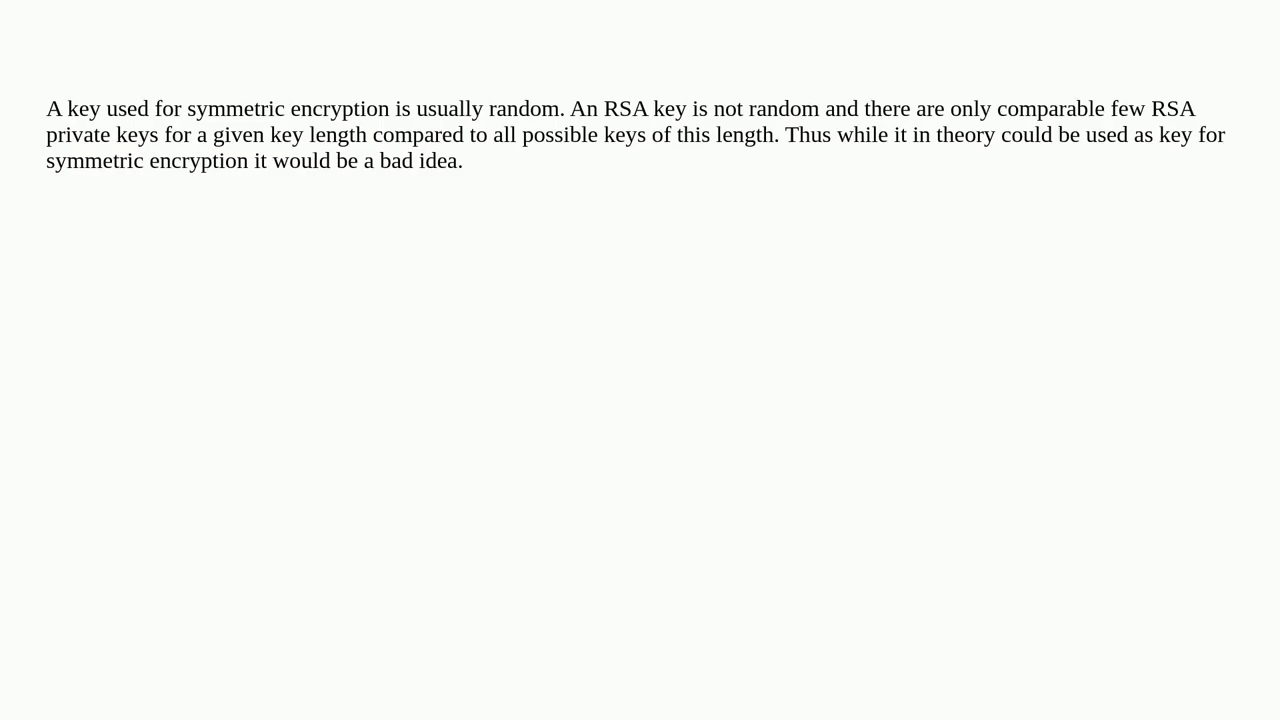 A key used for symmetric encryption is usually random. An RSA key is not random and there are only comparable few RSA
private keys for a given key length compared to all possible keys of this length. Thus while it in theory could be used as key for
symmetric encryption it would be a bad idea.